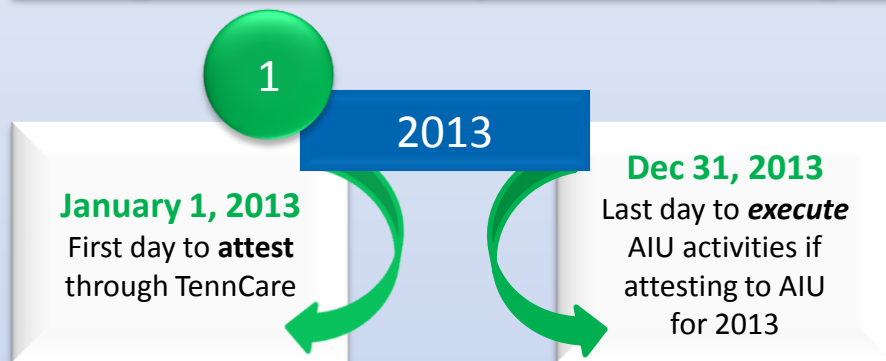 1
2013
January 1, 2013
First day to attest
through TennCare
Dec 31, 2013
Last day to execute
AIU activities if
attesting to AIU
for 2013